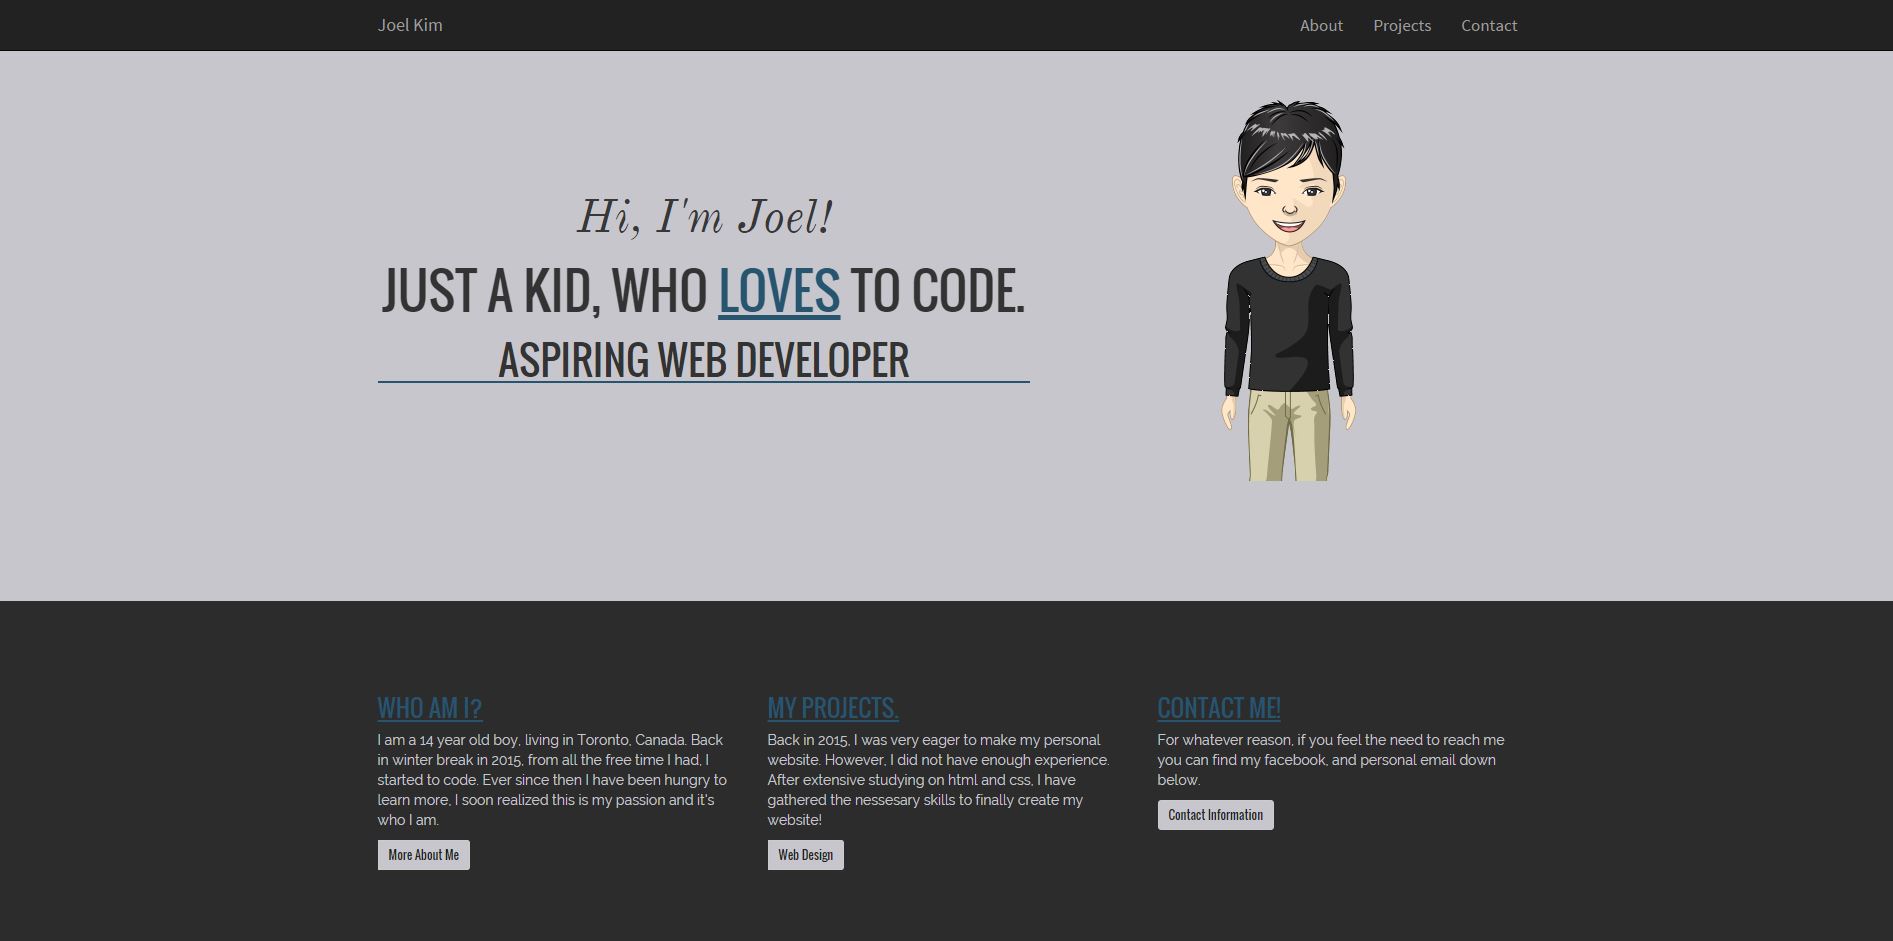 Joel Kim
About Projects Contact
Hi, I'm Joel!
JUST A KID, WHO LOVES TO CODE.
ASPIRING WEB DEVELOPER
WHO AM I?
I am a 14 year old boy, living in Toronto, Canada. Back
in winter break in 2015, from all the free time I had, I
started to code. Ever since then I have been hungry to
learn more, I soon realized this is my passion and it's
who I am.
More About Me
MY PROJECTS.
Back in 2015, I was very eager to make my personal
website. However, I did not have enough experience.
After extensive studying on html and css, I have
gathered the nessesary skills to finally create my
website!
Web Design
CONTACT ME!
For whatever reason, if you feel the need to reach me
you can find my facebook, and personal email down
below.
Contact Information